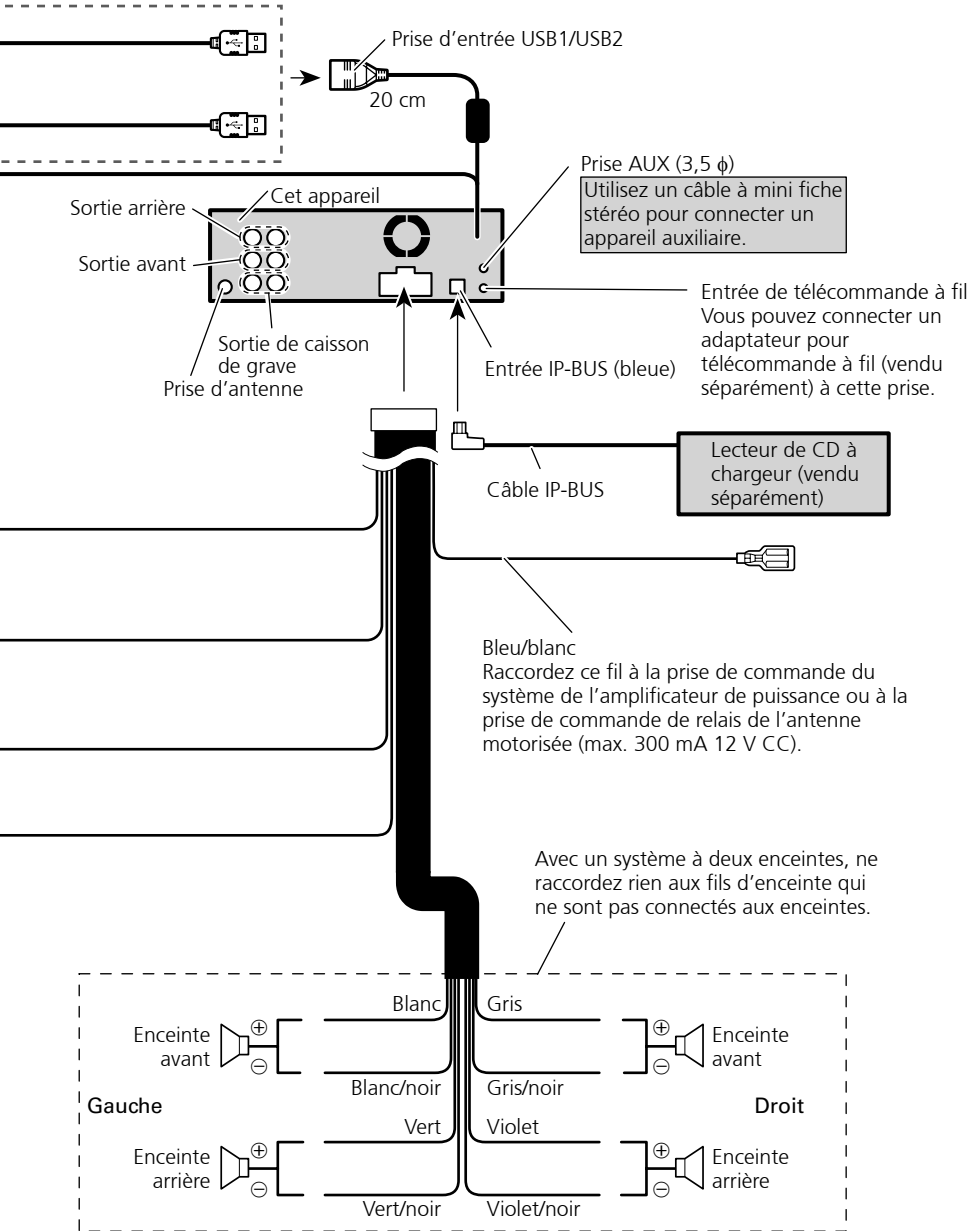 Prise d'entrée USB1/USB2
20 cm
Prise AUX (3,5 ϕ)
Utilisez un câble à mini fiche
stéréo pour connecter un
appareil auxiliaire.
Cet appareil
Sortie arrière
Sortie avant
Entrée de télécommande à fil
Vous pouvez connecter un
adaptateur pour
télécommande à fil (vendu
séparément) à cette prise.
Sortie de caisson
de grave
Prise d'antenne
Entrée IP-BUS (bleue)
Lecteur de CD à
chargeur (vendu
séparément)
Câble IP-BUS
Bleu/blanc
Raccordez ce fil à la prise de commande du
système de l'amplificateur de puissance ou à la
prise de commande de relais de l'antenne
motorisée (max. 300 mA 12 V CC).
Avec un système à deux enceintes, ne
raccordez rien aux fils d'enceinte qui
ne sont pas connectés aux enceintes.
Blanc
Gris
Enceinte
avant
⊕
⊖
⊕
⊖
Enceinte
avant
Blanc/noir
Gris/noir
Gauche
Droit
Vert
Violet
Enceinte
arrière
⊕
⊖
⊕
⊖
Enceinte
arrière
Vert/noir
Violet/noir